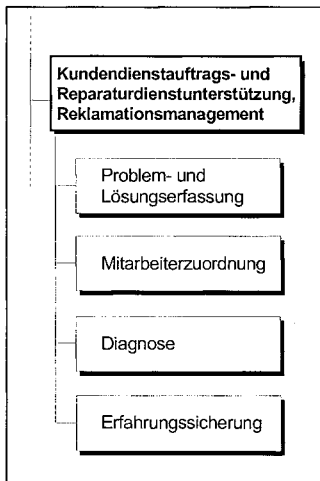 Kundendienstauftrags- und
Reparaturdienstunterstützung,
Reklamationsmanagement
Problem- und
Lösungserfassung
Mitarbeiterzuordnung
Diagnose
Erfahrungssicherung